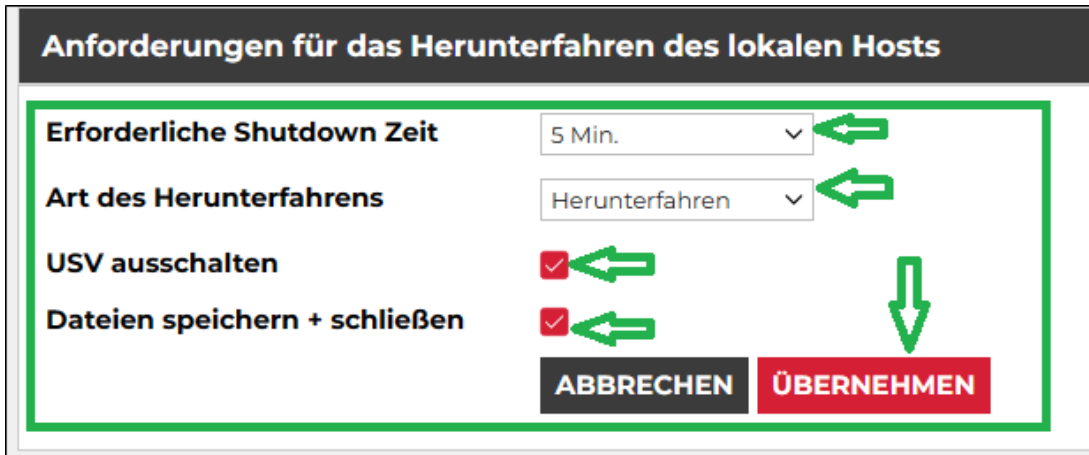 Anforderungen für das Herunterfahren des lokalen Hosts
Erforderliche Shutdown Zeit 5 Min.
Art des Herunterfahrens Herunterfahren
USV ausschalten
Dateien speichern + schließen
ABBRECHEN ÜBERNEHMEN